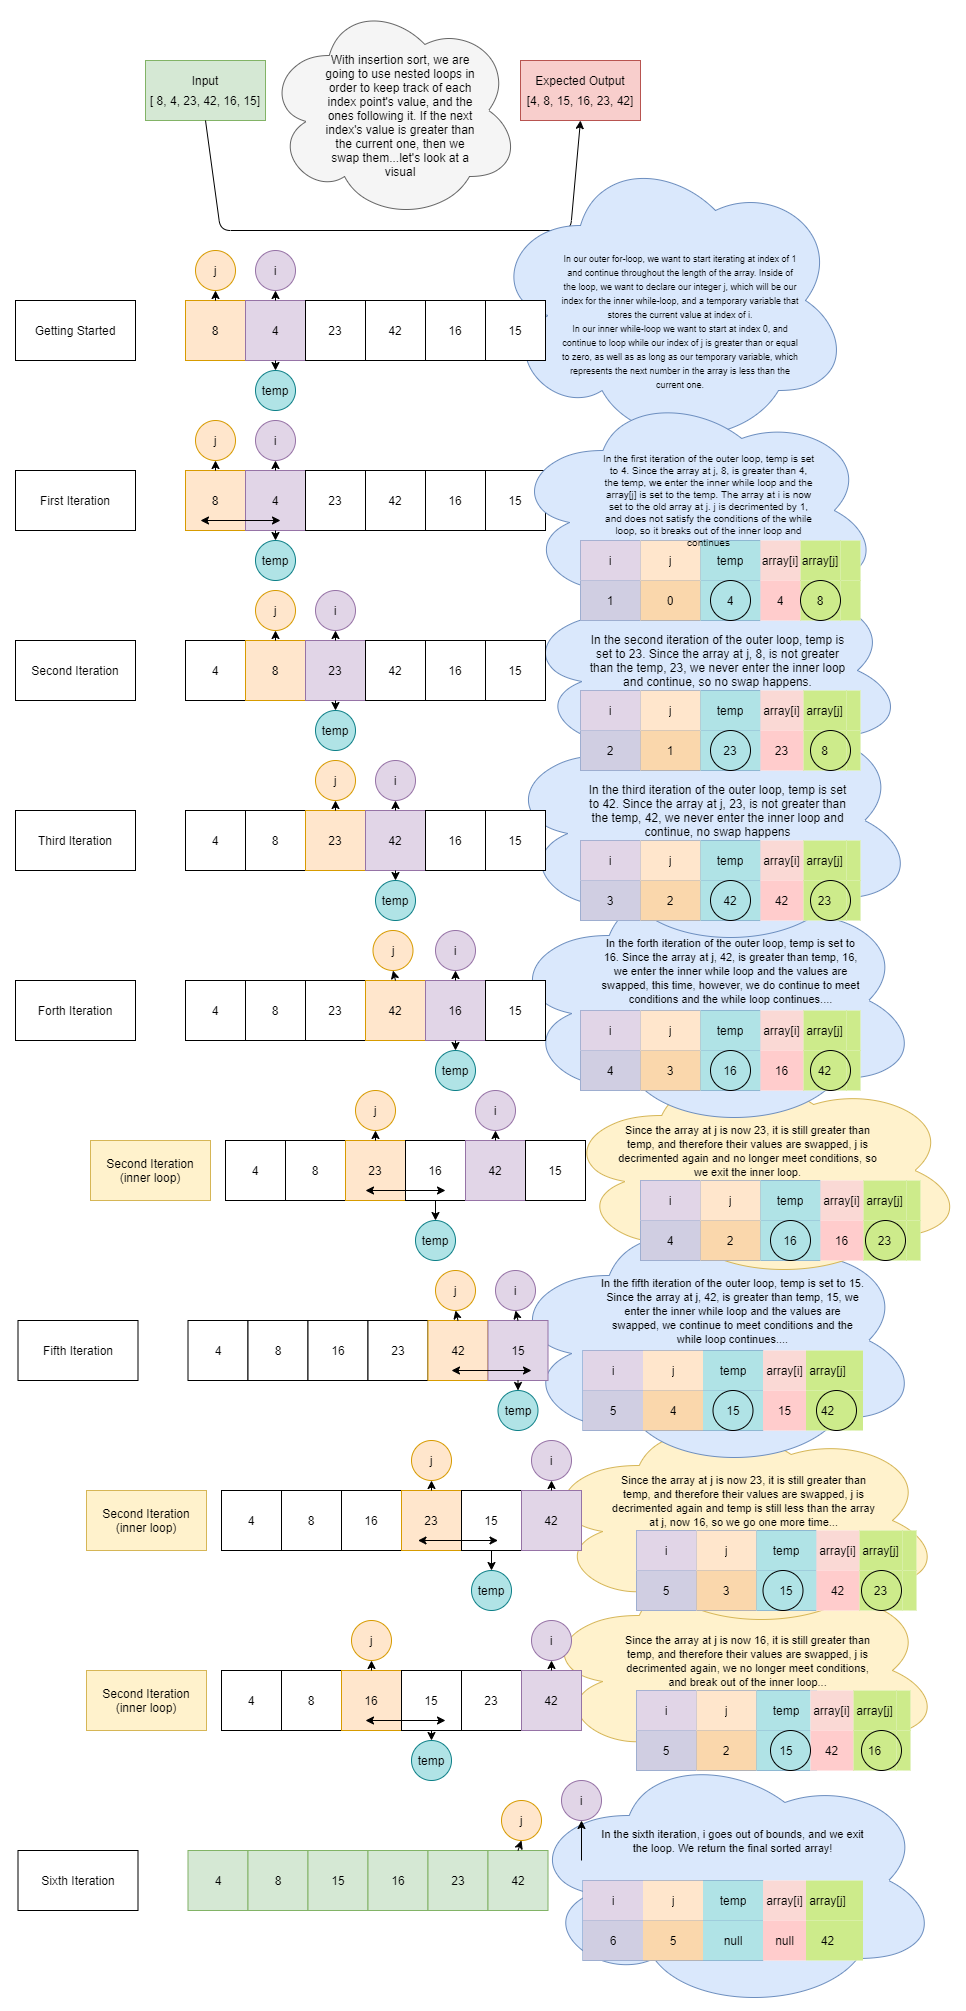 Input
[ 8, 4, 23, 42, 16, 15]
With insertion sort, we are
going to use nested loops in
order to keep track of each
index point's value, and the
ones following it. If the next
index's value is greater than
the current one, then we
swap them...let's look at a
visual
Expected Output
[4, 8, 15, 16, 23, 42]
In our outer for-loop, we want to start iterating at index of 1
and continue throughout the length of the array. Inside of
the loop, we want to declare our integer j, which will be our
index for the inner while-loop, and a temporary variable that
stores the current value at index of i.
In our inner while-loop we want to start at index 0, and
continue to loop while our index of j is greater than or equal
to zero, as well as as long as our temporary variable, which
represents the next number in the array is less than the
current one.
j i
Getting Started
8 4 23 42 16 15
temp
j i
First Iteration
8 4 23 42 16 15
temp
In the first iteration of the outer loop, temp is set
to 4. Since the array at j, 8, is greater than 4,
the temp, we enter the inner while loop and the
array[j] is set to the temp. The array at i is now
set to the old array at j. j is decrimented by 1,
and does not satisfy the conditions of the while
loop, so it breaks out of the inner loop and
continues
i j temp array[i] array[j]
1 0 4 4 8
j i
Second Iteration
4 8 23 42 16 15
temp
In the second iteration of the outer loop, temp is
set to 23. Since the array at j, 8, is not greater
than the temp, 23, we never enter the inner loop
and continue, so no swap happens.
i j temp array[i] array[j]
2 1 23 23 8
j i
Third Iteration
4 8 23 42 16 15
temp
In the third iteration of the outer loop, temp is set
to 42. Since the array at j, 23, is not greater than
the temp, 42, we never enter the inner loop and
continue, no swap happens
i j temp array[i] array[j]
3 2 42 42 23
j i
Forth Iteration
4 8 23 42 16 15
temp
In the forth iteration of the outer loop, temp is set to
16. Since the array at j, 42, is greater than temp, 16,
we enter the inner while loop and the values are
swapped, this time, however, we do continue to meet
conditions and the while loop continues....
i j temp array[i] array[j]
4 3 16 16 42
j i
Second Iteration
(inner loop)
4 8 23 16 42 15
temp
Since the array at j is now 23, it is still greater than
temp, and therefore their values are swapped, j is
decrimented again and no longer meet conditions, so
we exit the inner loop.
i j temp array[i] array[j]
4 2 16 16 23
j i
Fifth Iteration
4 8 16 23 42 15
temp
In the fifth iteration of the outer loop, temp is set to 15.
Since the array at j, 42, is greater than temp, 15, we
enter the inner while loop and the values are
swapped, we continue to meet conditions and the
while loop continues....
i j temp array[i] array[j]
5 4 15 15 42
j i
Second Iteration
(inner loop)
4 8 16 23 15 42
temp
Since the array at j is now 23, it is still greater than
temp, and therefore their values are swapped, j is
decrimented again and temp is still less than the array
at j, now 16, so we go one more time...
i j temp array[i] array[j]
5 3 15 42 23
j i
Second Iteration
(inner loop)
4 8 16 15 23 42
temp
Since the array at j is now 16, it is still greater than
temp, and therefore their values are swapped, j is
decrimented again, we no longer meet conditions,
and break out of the inner loop...
i j temp array[i] array[j]
5 2 15 42 16
j i
Sixth Iteration
4 8 15 16 23 42
In the sixth iteration, i goes out of bounds, and we exit
the loop. We return the final sorted array!
i j temp array[i] array[j]
6 5 null null 42